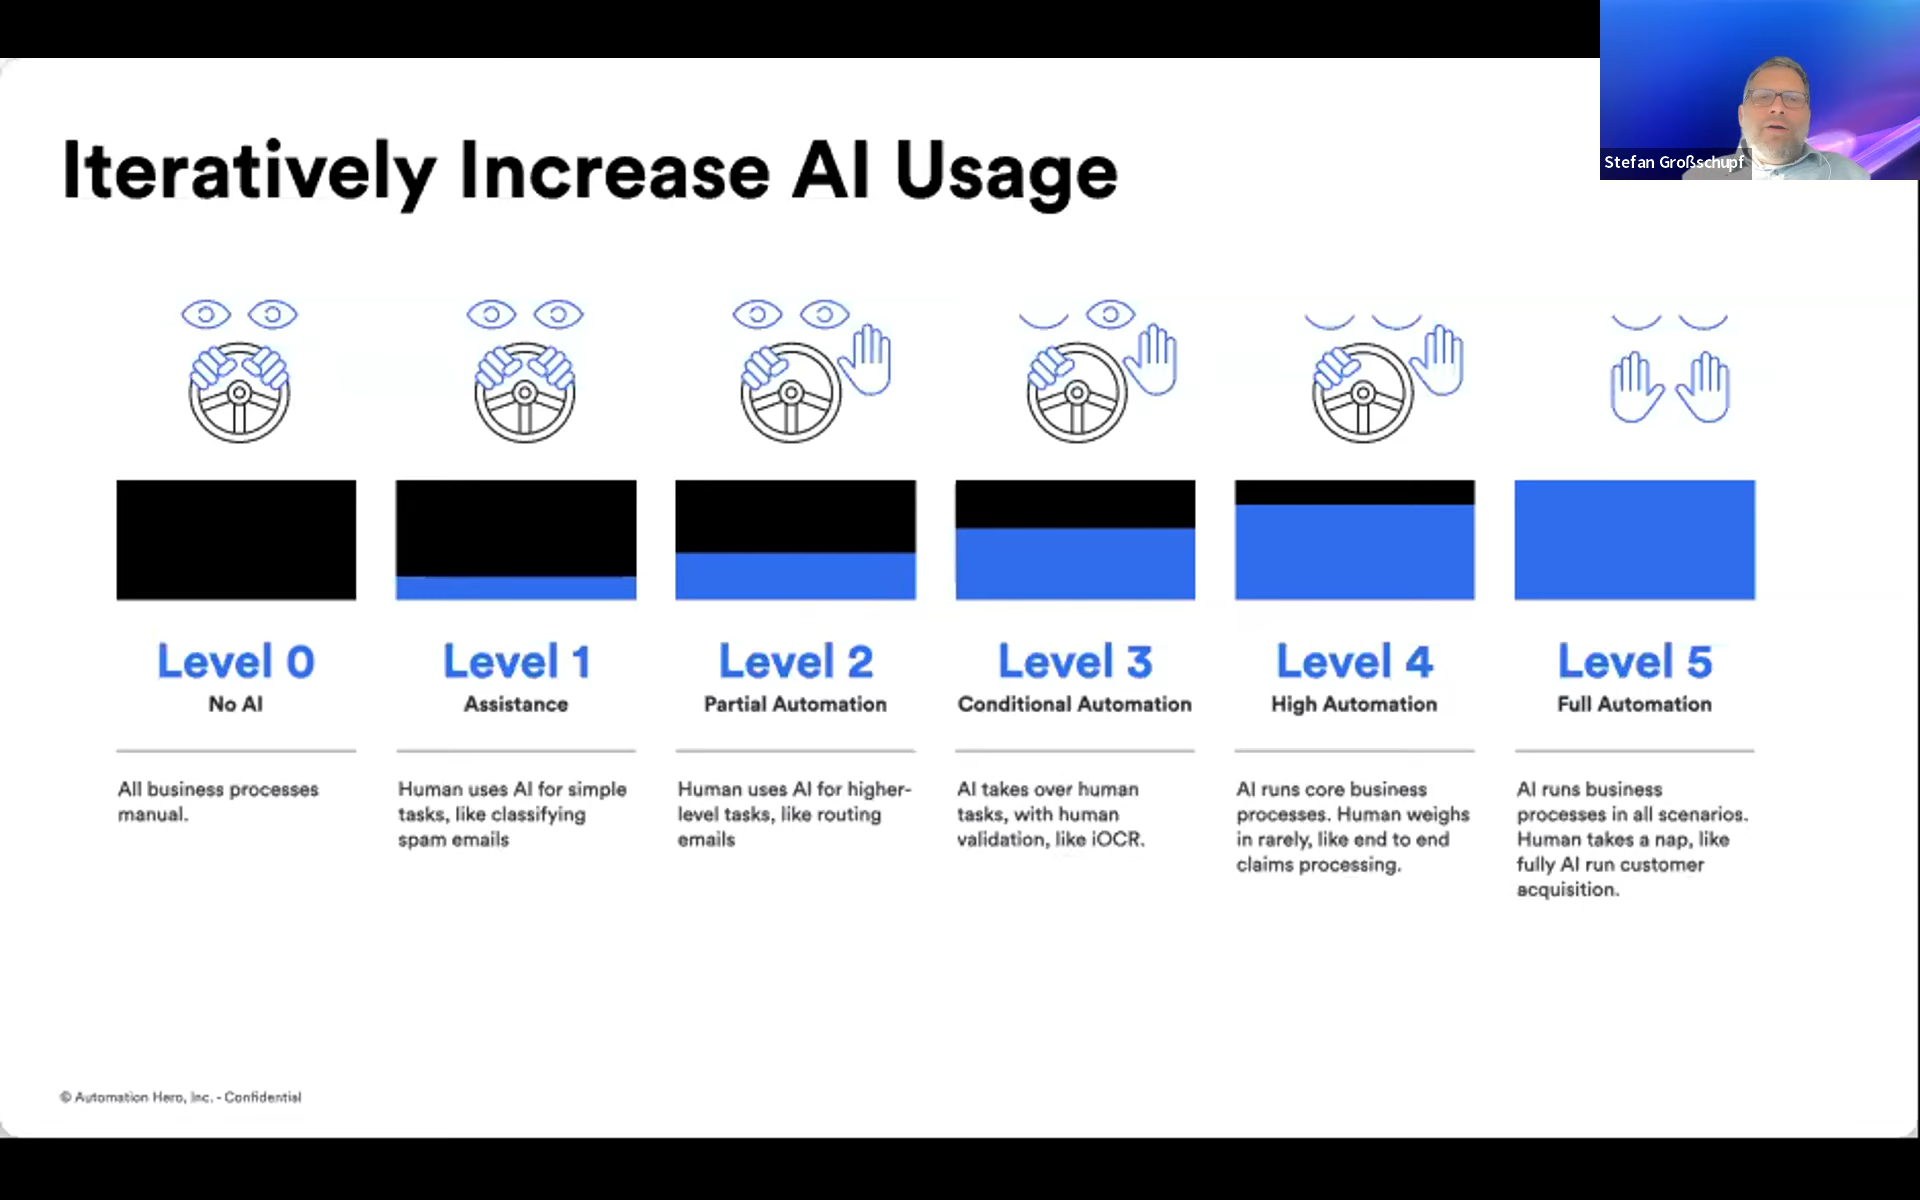 Stefan Großschupf
Iteratively Increase AI Usage
Level 0
No AI
All business processes
manual.
Level 1
Assistance
Human uses AI for simple
tasks, like classifying
spam emails
Level 2
Partial Automation
Human uses AI for higher-
level tasks, like routing
emails
Level 3
Conditional Automation
AI takes over human
tasks, with human
validation, like iOCR.
Level 4
High Automation
AI runs core business
processes. Human weighs
in rarely, like end to end
claims processing.
Level 5
Full Automation
AI runs business
processes in all scenarios.
Human takes a nap, like
fully AI run customer
acquisition.
© Automation Hero, Inc. - Confidential